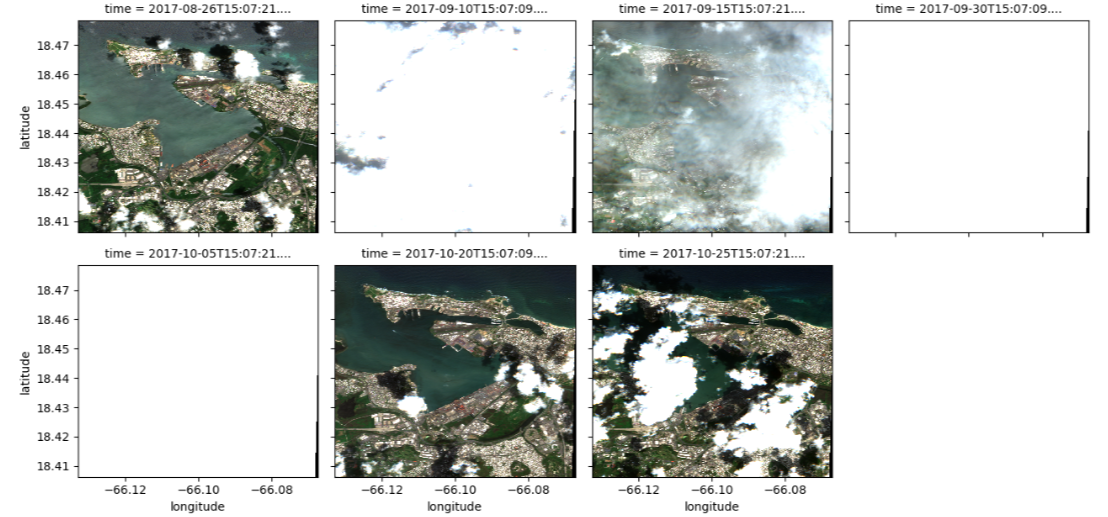 time = 2017-08-26T15:07:21.... time = 2017-09-10T15:07:09.... time = 2017-09-15T15:07:21.... time = 2017-09-30T15:07:09....
18.47
18.46
18.45
latitude
18.44
18.43
18.42
18.41
time = 2017-10-05T15:07:21.... time = 2017-10-20T15:07:09.... time = 2017-10-25T15:07:21....
18.47
18.46
18.45
latitude
18.44
18.43
18.42
18.41
−66.12 −66.10 −66.08 −66.12 −66.10 −66.08 −66.12 −66.10 −66.08
longitude longitude longitude